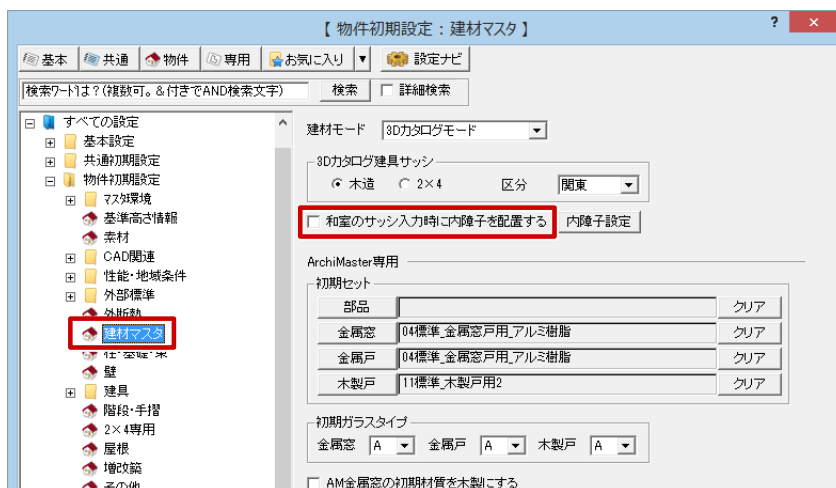 【 物件初期設定：建材マスタ 】 ? ×
基本 共通 物件 専用 お気に入り ▼ 設定ナビ
検索ワードは？(複数可。＆付きでAND検索文字) 検索 詳細検索
すべての設定
基本設定
共通初期設定
物件初期設定
マスタ環境
基準高さ情報
素材
CAD関連
性能・地域条件
外部標準
外断熱
建材マスタ
柱・基礎・束
壁
建具
階段・手摺
2×4専用
屋根
増改築
その他
建材モード 3Dカタログモード
3Dカタログ建具サッシ
木造 2×4 区分 関東
和室のサッシ入力時に内障子を配置する 内障子設定
ArchiMaster専用
初期セット
部品 クリア
金属窓 04標準_金属窓戸用_アルミ樹脂 クリア
金属戸 04標準_金属窓戸用_アルミ樹脂 クリア
木製戸 11標準_木製戸用2 クリア
初期ガラスタイプ
金属窓 A 金属戸 A 木製戸 A
AM金属窓の初期材質を木製にする